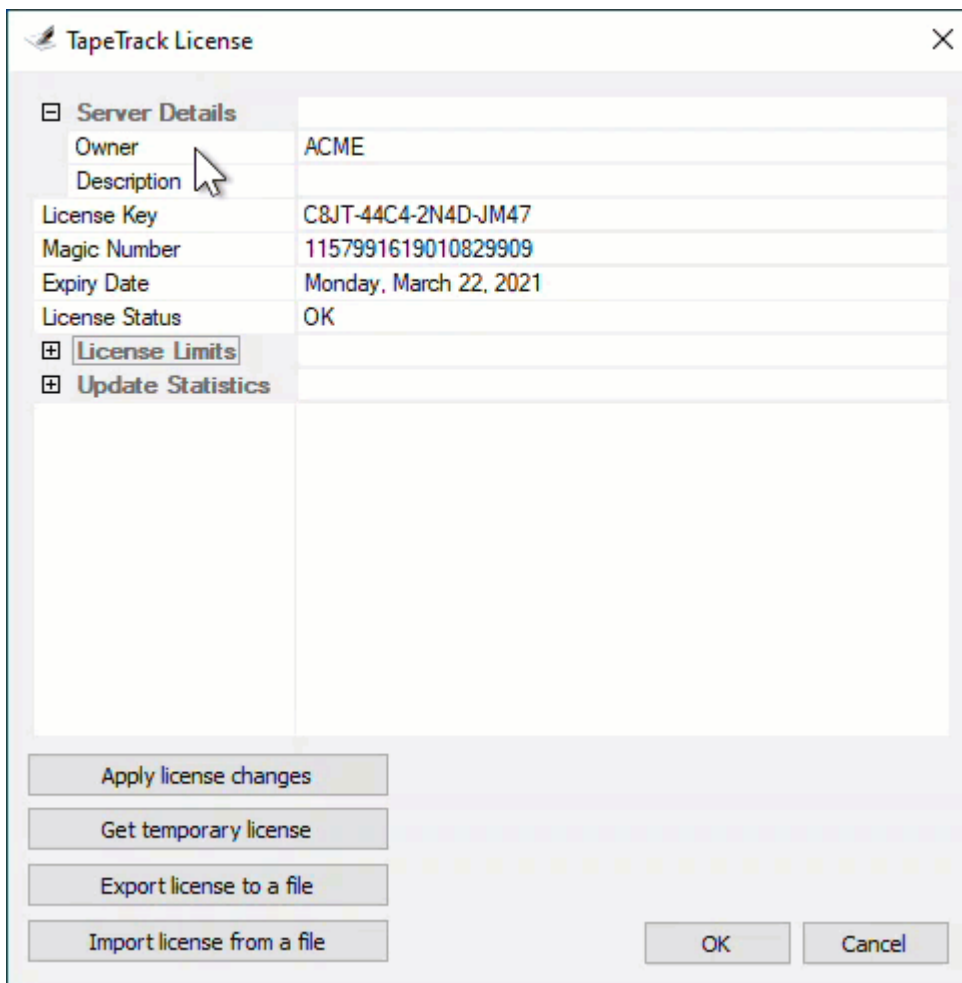 TapeTrack License
Server Details
Owner ACME
Description
License Key C8JT-44C4-2N4D-JM47
Magic Number 1157991619010829909
Expiry Date Monday, March 22, 2021
License Status OK
License Limits
Update Statistics
Apply license changes
Get temporary license
Export license to a file
Import license from a file
OK Cancel